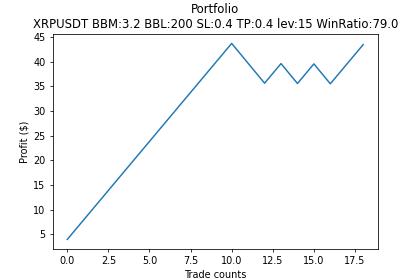 Portfolio
XRPUSDT BBM:3.2 BBL:200 SL:0.4 TP:0.4 lev:15 WinRatio:79.0
45
40
35
30
25
20
15
10
5
Profit ($)
0.0 2.5 5.0 7.5 10.0 12.5 15.0 17.5
Trade counts